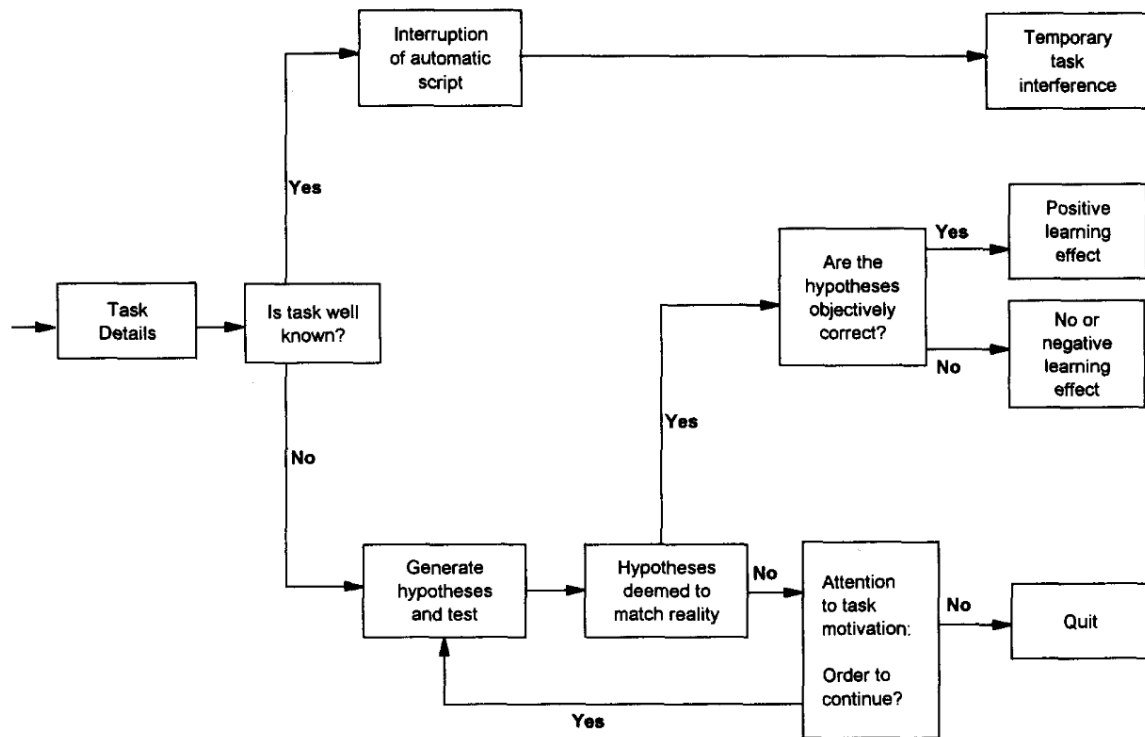 Interruption
of automatic
script
Temporary
task
interference
Yes
Positive
learning
effect
Yes
Are the
hypotheses
objectively
correct?
Task
Details
Is task well
known?
No or
negative
learning
effect
No
Yes
No
Generate
hypotheses
and test
Hypotheses
deemed to
match reality
No
Attention
to task
motivation:
Order to
continue?
No
Quit
Yes